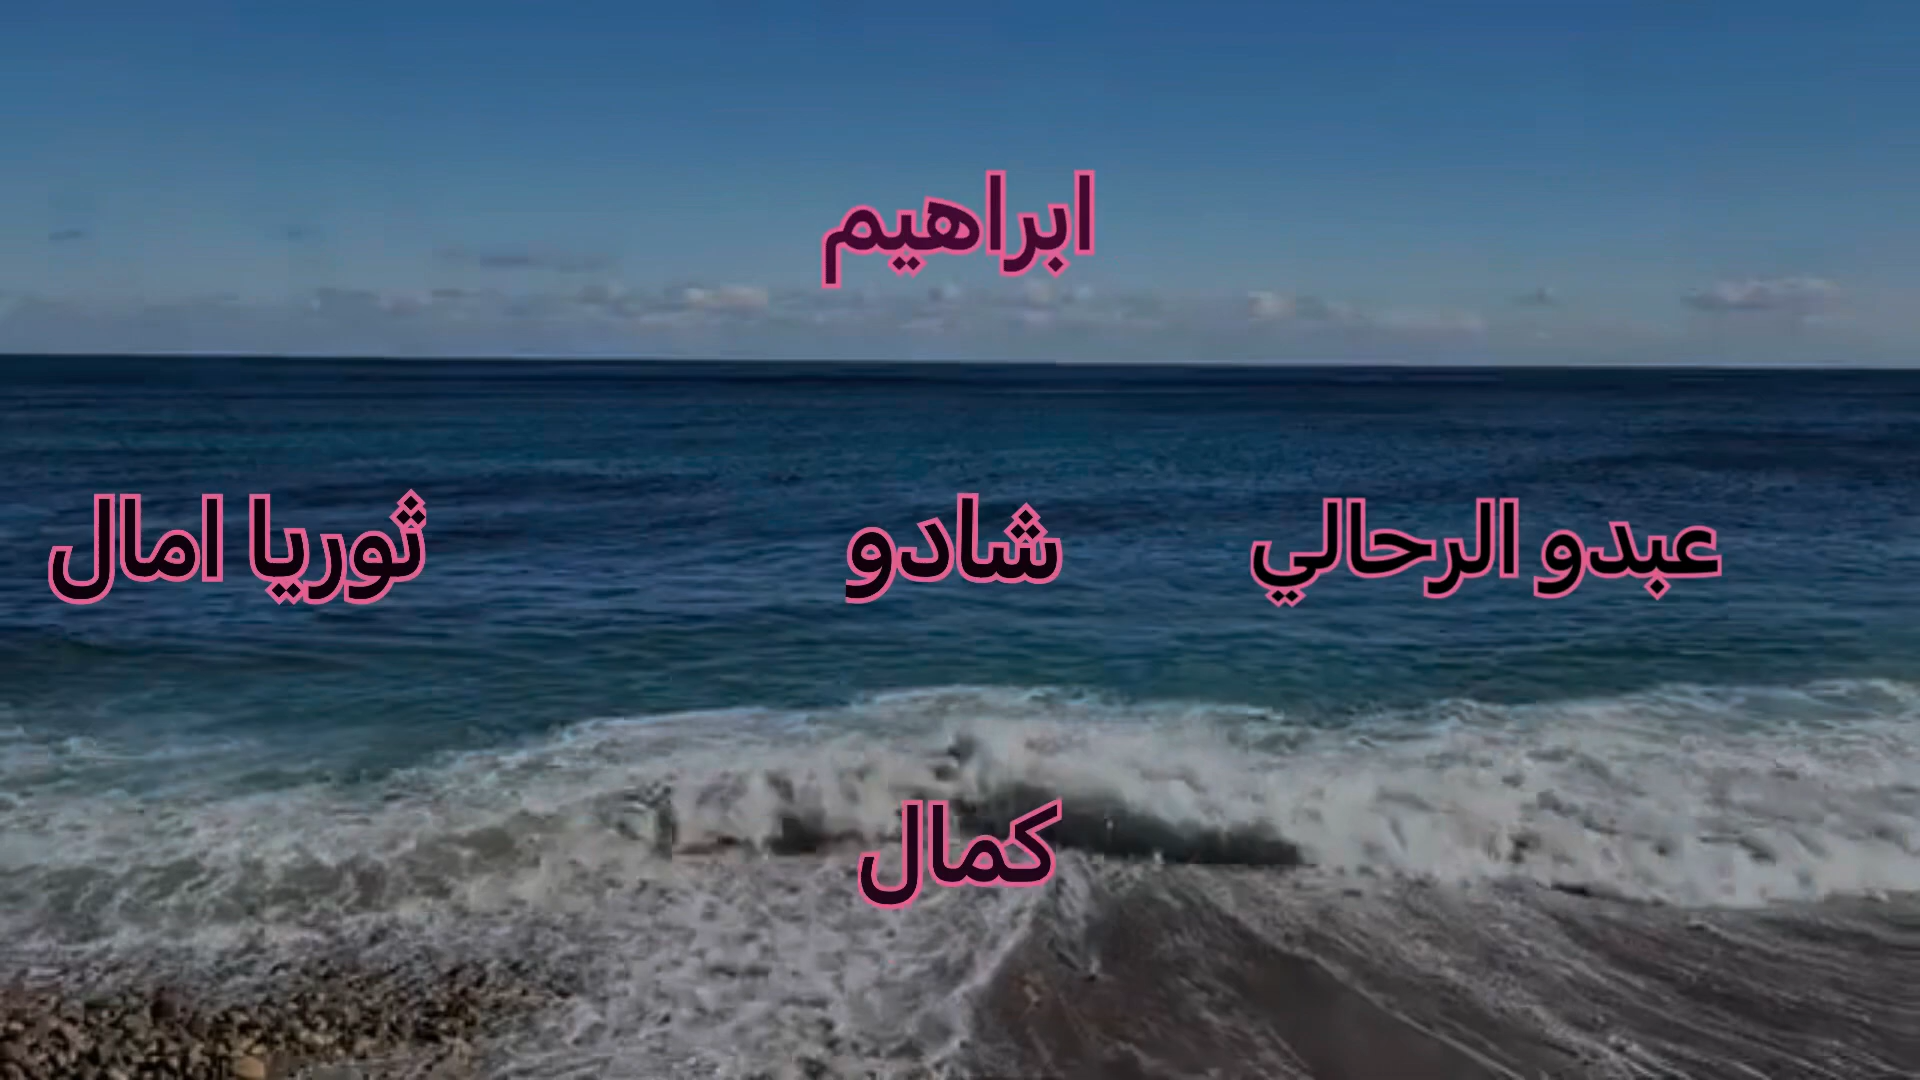 ابراهيم
عبدو الرحالي
شادو
ثوريا امال
كمال